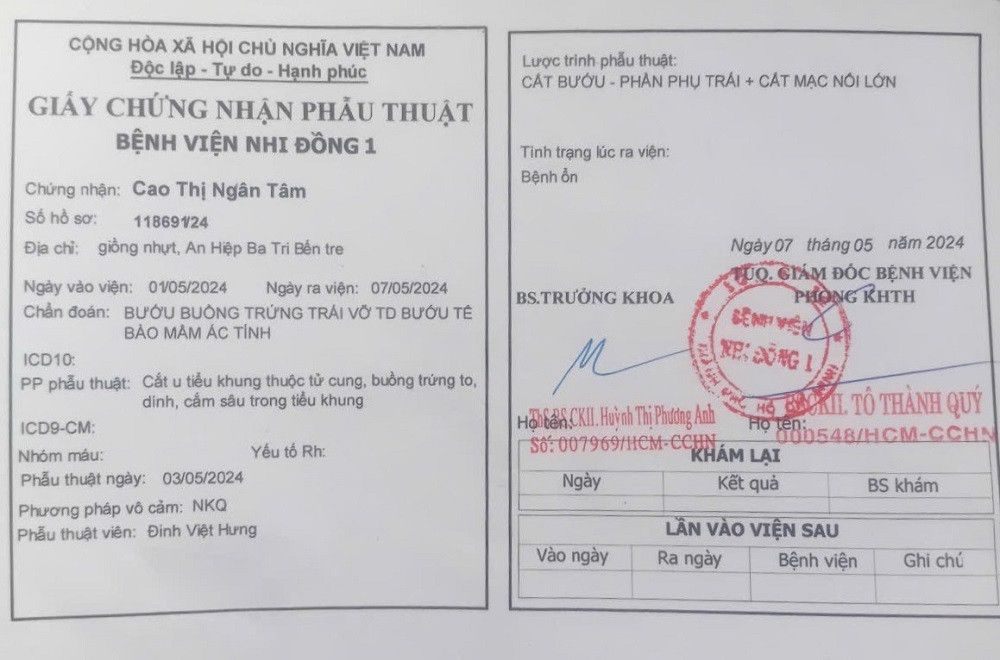 CỘNG HÒA XÃ HỘI CHỦ NGHĨA VIỆT NAM
Độc lập - Tự do - Hạnh phúc
GIẤY CHỨNG NHẬN PHẪU THUẬT
BỆNH VIỆN NHI ĐỒNG 1
Chứng nhận: Cao Thị Ngân Tâm
Số hồ sơ: 118691/24
Địa chỉ: giồng nhựt, An Hiệp Ba Tri Bến tre
Ngày vào viện: 01/05/2024 Ngày ra viện: 07/05/2024
Chẩn đoán: BƯỚU BUỒNG TRỨNG TRÁI VỠ TD BƯỚU TẾ
BÀO MẦM ÁC TÍNH
ICD10:
PP phẫu thuật: Cắt u tiểu khung thuộc tử cung, buồng trứng to,
dính, cắm sâu trong tiểu khung
ICD9-CM:
Nhóm máu: Yếu tố Rh:
Phẫu thuật ngày: 03/05/2024
Phương pháp vô cảm: NKQ
Phẫu thuật viên: Đinh Việt Hưng
Lược trình phẫu thuật:
CẮT BƯỚU - PHẦN PHỤ TRÁI + CẮT MẠC NỐI LỚN
Tình trạng lúc ra viện:
Bệnh ổn
Ngày 07 tháng 05 năm 2024
TUQ. GIÁM ĐỐC BỆNH VIỆN
BS.TRƯỞNG KHOA PHÒNG KHTH
BỆNH VIỆN
NHI ĐỒNG 1
Họ tên: ThS.BS.CKII. Huỳnh Thị Phương Anh
Số: 007969/HCM-CCHN
Họ tên: BS.CKII. TÔ THÀNH QUÝ
000548/HCM-CCHN
KHÁM LẠI
Ngày Kết quả BS khám
LẦN VÀO VIỆN SAU
Vào ngày Ra ngày Bệnh viện Ghi chú